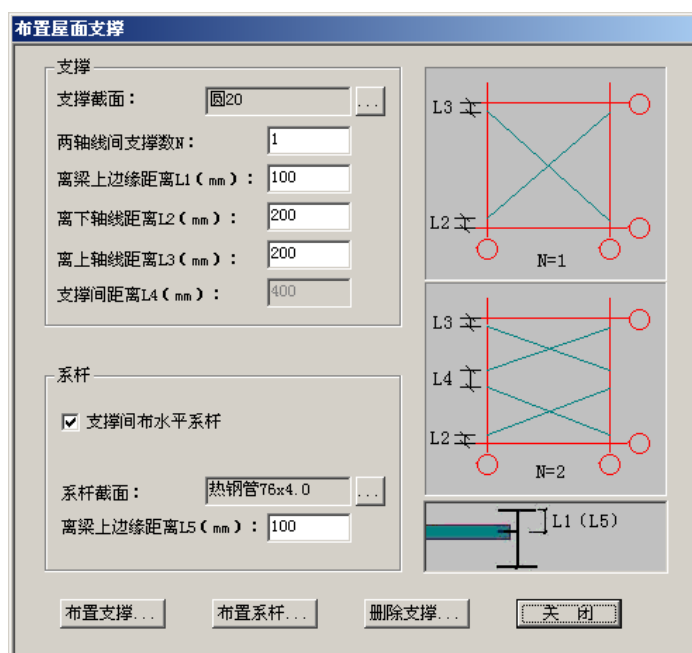 布置屋面支撑
支撑
支撑截面： 圆20 ...
两轴线间支撑数N： 1
离梁上边缘距离L1(mm)： 100
离下轴线距离L2(mm)： 200
离上轴线距离L3(mm)： 200
支撑间距离L4(mm)： 400
系杆
支撑间布水平系杆
系杆截面： 热钢管76x4.0 ...
离梁上边缘距离L5(mm)： 100
L3
L2
N=1
L3
L4
L2
N=2
L1(L5)
布置支撑... 布置系杆... 删除支撑... 关 闭